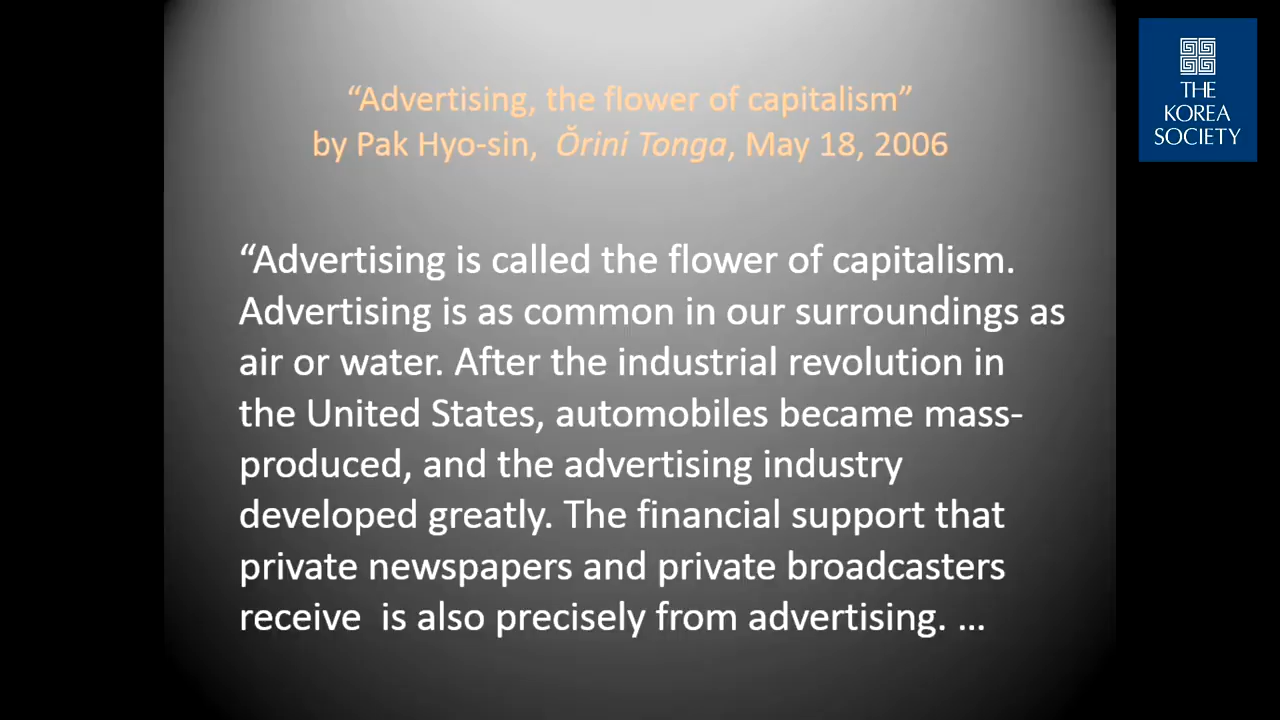 “Advertising, the flower of capitalism”
by Pak Hyo-sin, Ŏrini Tonga, May 18, 2006
“Advertising is called the flower of capitalism.
Advertising is as common in our surroundings as
air or water. After the industrial revolution in
the United States, automobiles became mass-
produced, and the advertising industry
developed greatly. The financial support that
private newspapers and private broadcasters
receive is also precisely from advertising. ...
THE
KOREA
SOCIETY